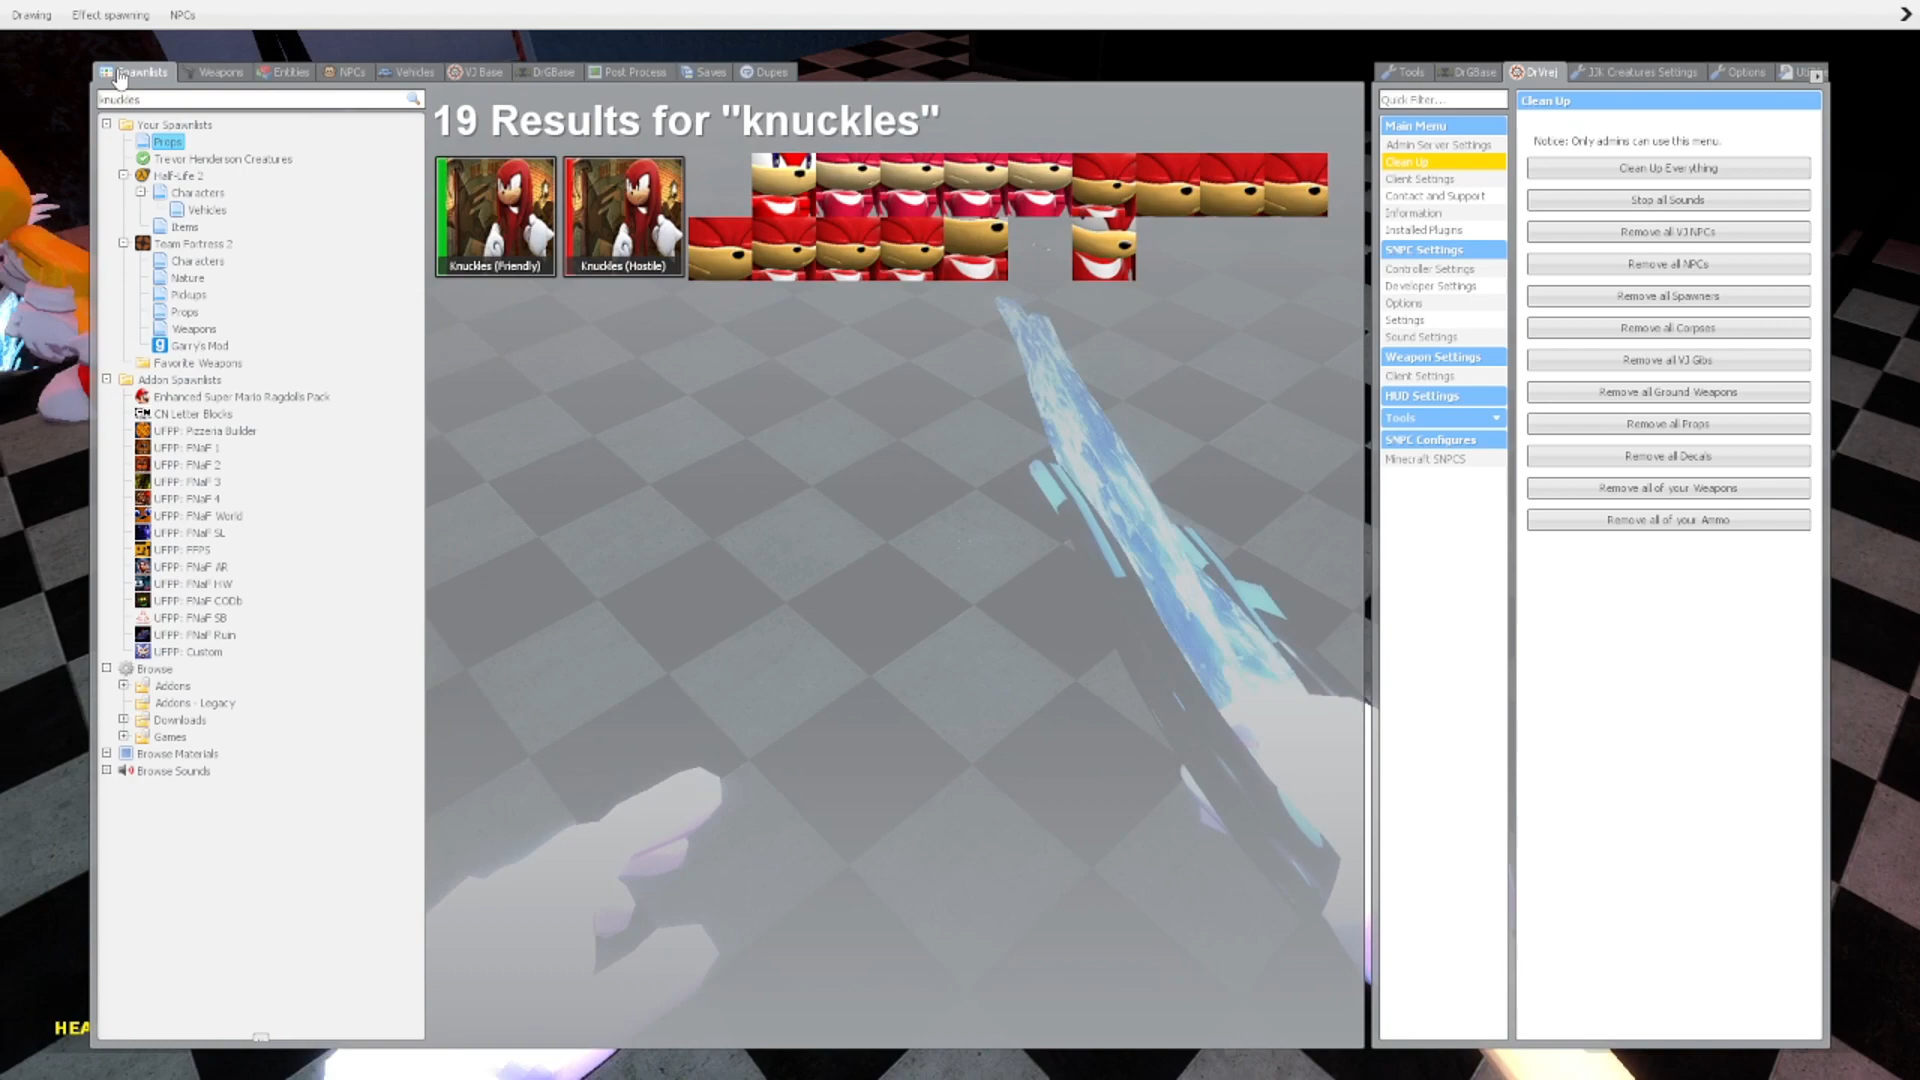 Drawing Effect spawning NPCs
Spawnlists Weapons Entities NPCs Vehicles VJ Base DrGBase Post Process Saves Dupes
knuckles
Your Spawnlists
Props
Trevor Henderson Creatures
Half-Life 2
Characters
Vehicles
Items
Team Fortress 2
Characters
Nature
Pickups
Props
Weapons
Garry's Mod
Favorite Weapons
Addon Spawnlists
Enhanced Super Mario Ragdolls Pack
CN Letter Blocks
UFPP: Pizzeria Builder
UFPP: FNaF 1
UFPP: FNaF 2
UFPP: FNaF 3
UFPP: FNaF 4
UFPP: FNaF World
UFPP: FNaF SL
UFPP: FFPS
UFPP: FNaF AR
UFPP: FNaF HW
UFPP: FNaF CODb
UFPP: FNaF SB
UFPP: FNaF Ruin
UFPP: Custom
Browse
Addons
Addons - Legacy
Downloads
Games
Browse Materials
Browse Sounds
19 Results for "knuckles"
Knuckles (Friendly)
Knuckles (Hostile)
HEA
Tools DrGBase DrVrej JJK Creatures Settings Options Utili
Quick Filter...
Main Menu
Admin Server Settings
Clean Up
Client Settings
Contact and Support
Information
Installed Plugins
SNPC Settings
Controller Settings
Developer Settings
Options
Settings
Sound Settings
Weapon Settings
Client Settings
HUD Settings
Tools
SNPC Configures
Minecraft SNPCS
Clean Up
Notice: Only admins can use this menu.
Clean Up Everything
Stop all Sounds
Remove all VJ NPCs
Remove all NPCs
Remove all Spawners
Remove all Corpses
Remove all VJ Gibs
Remove all Ground Weapons
Remove all Props
Remove all Decals
Remove all of your Weapons
Remove all of your Ammo